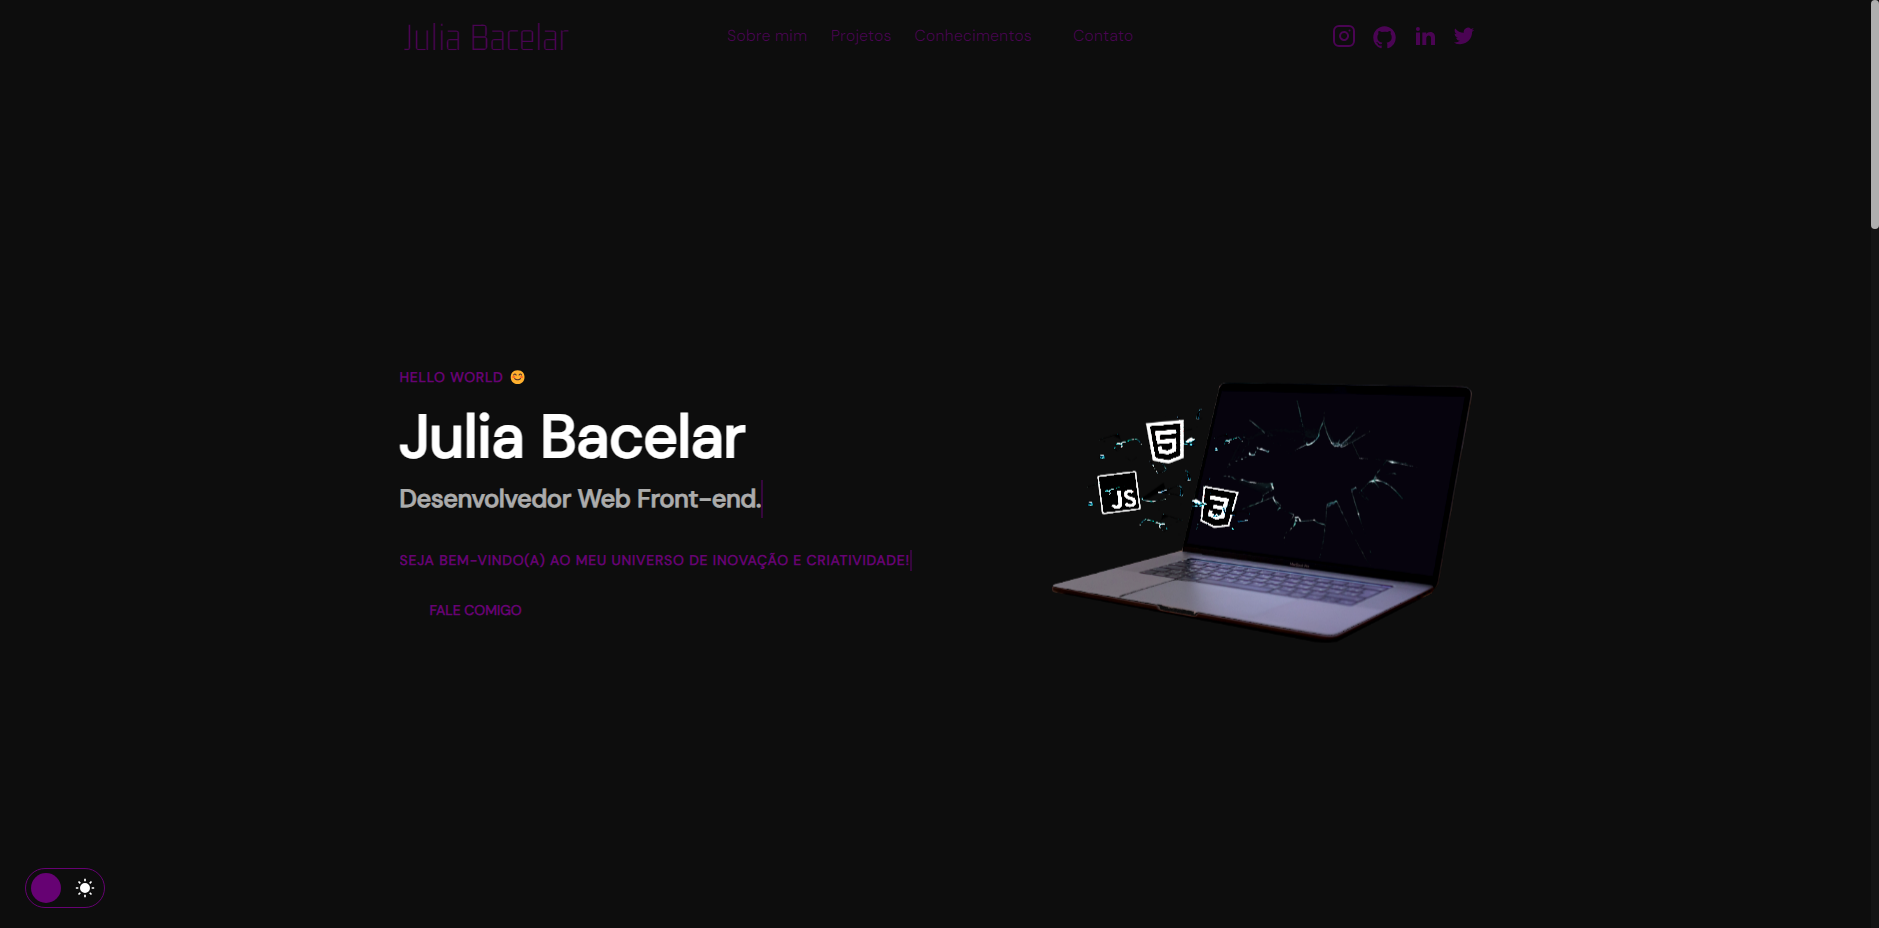 Julia Bacelar
Sobre mim Projetos Conhecimentos Contato
HELLO WORLD 😊
Julia Bacelar
Desenvolvedor Web Front-end.
SEJA BEM-VINDO(A) AO MEU UNIVERSO DE INOVAÇÃO E CRIATIVIDADE!
FALE COMIGO
5
JS
3